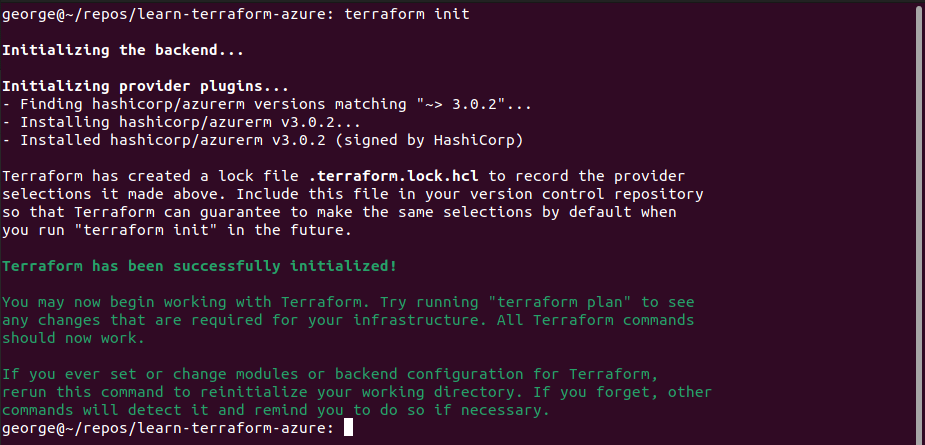 george@~/repos/learn-terraform-azure: terraform init
Initializing the backend...
Initializing provider plugins...
- Finding hashicorp/azurerm versions matching "~> 3.0.2"...
- Installing hashicorp/azurerm v3.0.2...
- Installed hashicorp/azurerm v3.0.2 (signed by HashiCorp)
Terraform has created a lock file .terraform.lock.hcl to record the provider
selections it made above. Include this file in your version control repository
so that Terraform can guarantee to make the same selections by default when
you run "terraform init" in the future.
Terraform has been successfully initialized!
You may now begin working with Terraform. Try running "terraform plan" to see
any changes that are required for your infrastructure. All Terraform commands
should now work.
If you ever set or change modules or backend configuration for Terraform,
rerun this command to reinitialize your working directory. If you forget, other
commands will detect it and remind you to do so if necessary.
george@~/repos/learn-terraform-azure: